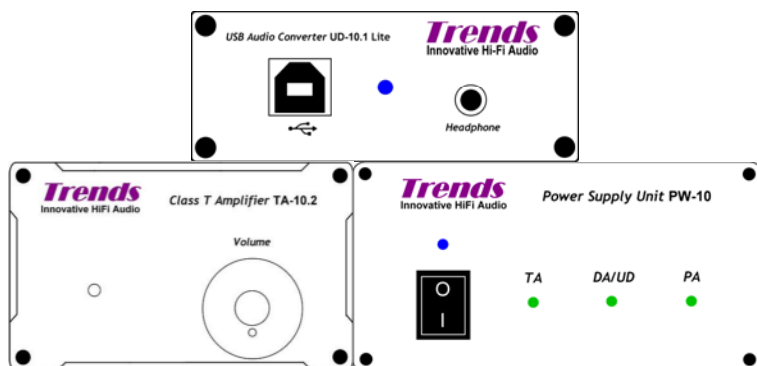 USB Audio Converter UD-10.1 Lite
Trends
Innovative Hi-Fi Audio
Headphone
Trends
Innovative HiFi Audio
Class T Amplifier TA-10.2
Volume
Trends
Innovative HiFi Audio
Power Supply Unit PW-10
O
I
TA
DA/UD
PA